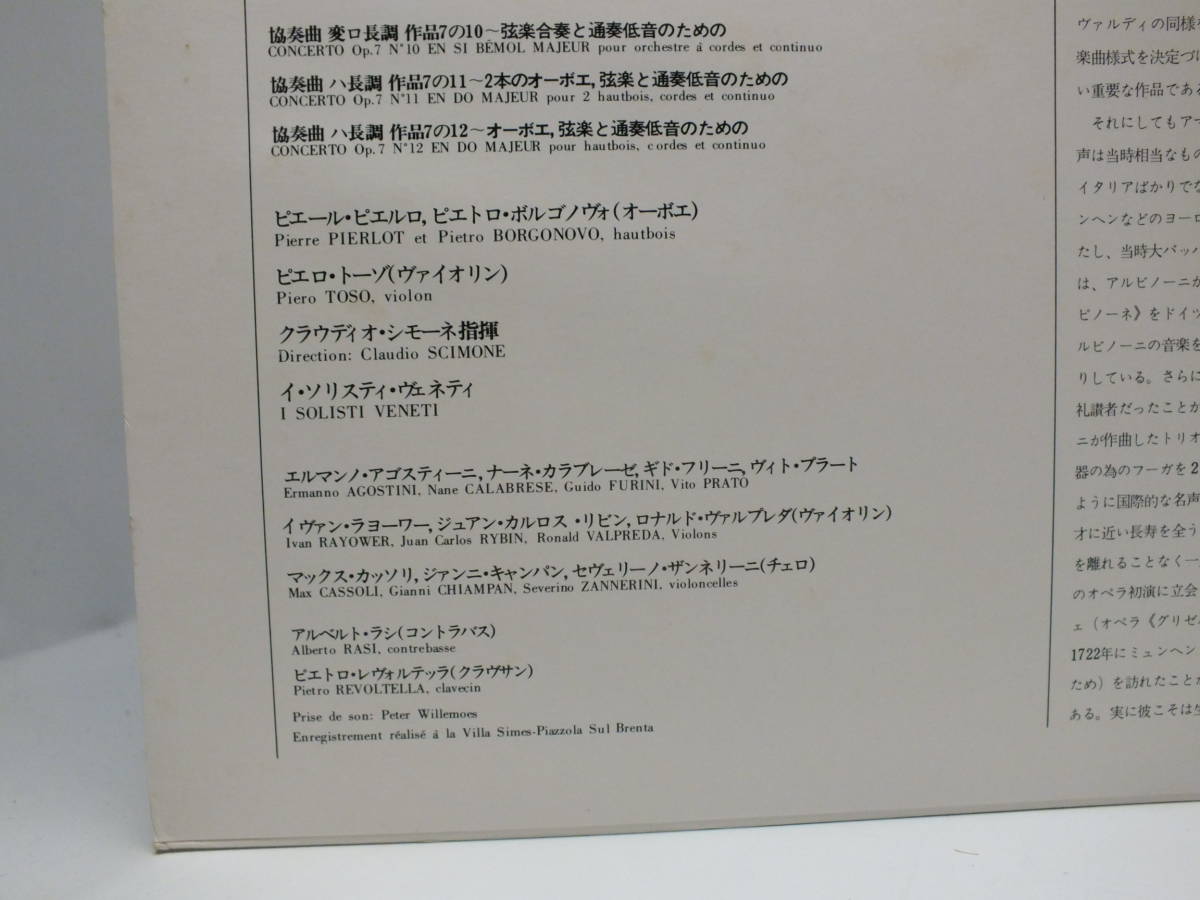 協奏曲 変ロ長調 作品7の10～弦楽合奏と通奏低音のための
CONCERTO Op.7 N°10 EN SI BÉMOL MAJEUR pour orchestre á cordes et continuo
協奏曲 ハ長調 作品7の11～2本のオーボエ,弦楽と通奏低音のための
CONCERTO Op.7 N°11 EN DO MAJEUR pour 2 hautbois, cordes et continuo
協奏曲 ハ長調 作品7の12～オーボエ,弦楽と通奏低音のための
CONCERTO Op.7 N°12 EN DO MAJEUR pour hautbois, cordes et continuo
ピエール・ピエルロ,ピエトロ・ボルゴノヴォ(オーボエ)
Pierre PIERLOT et Pietro BORGONOVO, hautbois
ピエロ・トーゾ(ヴァイオリン)
Piero TOSO, violon
クラウディオ・シモーネ指揮
Direction: Claudio SCIMONE
イ・ソリスティ・ヴェネティ
I SOLISTI VENETI
エルマンノ・アゴスティーニ,ナーネ・カラブレーゼ,ギド・フリーニ,ヴィト・プラート
Ermanno AGOSTINI, Nane CALABRESE, Guido FURINI, Vito PRATO
イヴァン・ラヨーワー,ジュアン・カルロス・リビン,ロナルド・ヴァルプレダ(ヴァイオリン)
Ivan RAYOWER, Juan Carlos RYBIN, Ronald VALPREDA, Violons
マックス・カッソリ,ジァンニ・キャンパン,セヴェリーノ・ザンネリーニ(チェロ)
Max CASSOLI, Gianni CHIAMPAN, Severino ZANNERINI, violoncelles
アルベルト・ラシ(コントラバス)
Alberto RASI, contrebasse
ピエトロ・レヴォルテッラ(クラヴサン)
Pietro REVOLTELLA, clavecin
Prise de son: Peter Willemoes
Enregistrement réalisé á la Villa Simes-Piazzola Sul Brenta
ヴァルディの同様
楽曲様式を決定づけ
い重要な作品である
それにしてもア
声は当時相当なもの
イタリアばかりでな
ンヘンなどのヨーロ
たし、当時大バッハ
は、アルビノーニが
ビノーネ》をドイツ
ルビノーニの音楽を
りしている。さらに
礼讃者だったことか
ニが作曲したトリオ
器の為のフーガを2
ように国際的な名声
才に近い長寿を全う
を離れることなく一
のオペラ初演に立会
ェ（オペラ《グリゼ
1722年にミュンヘン
ため）を訪れたことが
ある。実に彼こそは生